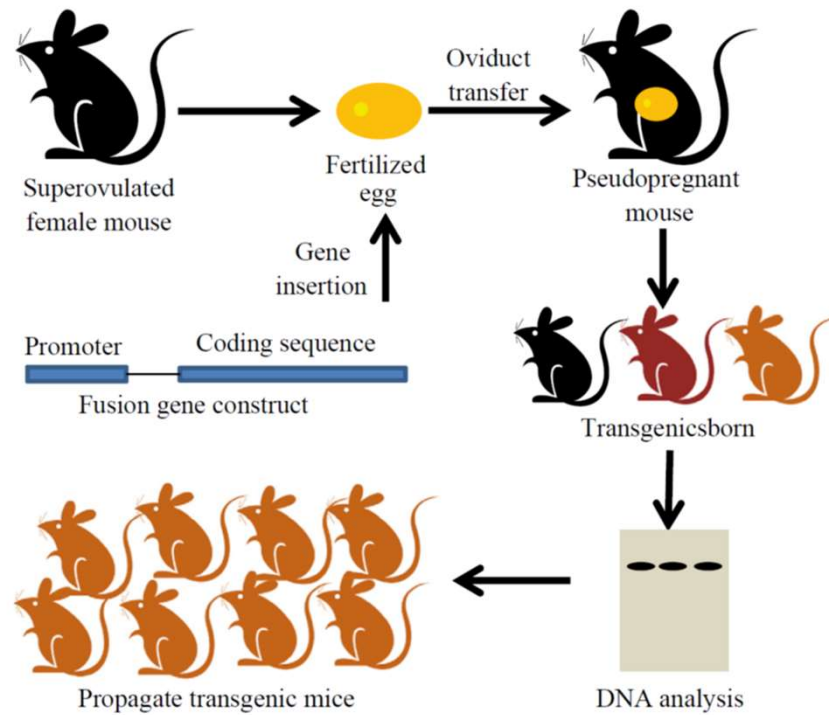 Superovulated
female mouse
Fertilized
egg
Oviduct
transfer
Pseudopregnant
mouse
Gene
insertion
Promoter
Coding sequence
Fusion gene construct
Transgenicsborn
DNA analysis
Propagate transgenic mice